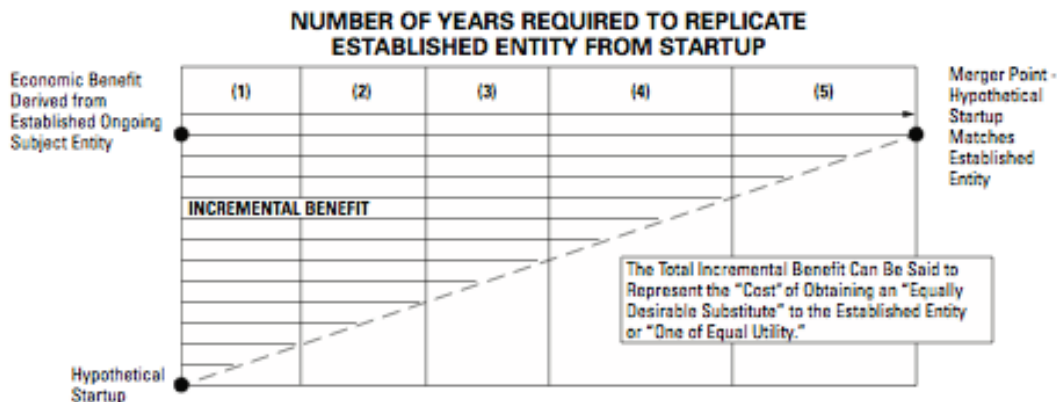 NUMBER OF YEARS REQUIRED TO REPLICATE
ESTABLISHED ENTITY FROM STARTUP
Economic Benefit
Derived from
Established Ongoing
Subject Entity
(1)
(2)
(3)
(4)
(5)
Merger Point -
Hypothetical
Startup
Matches
Established
Entity
INCREMENTAL BENEFIT
The Total Incremental Benefit Can Be Said to
Represent the "Cost" of Obtaining an "Equally
Desirable Substitute" to the Established Entity
or "One of Equal Utility."
Hypothetical
Startup